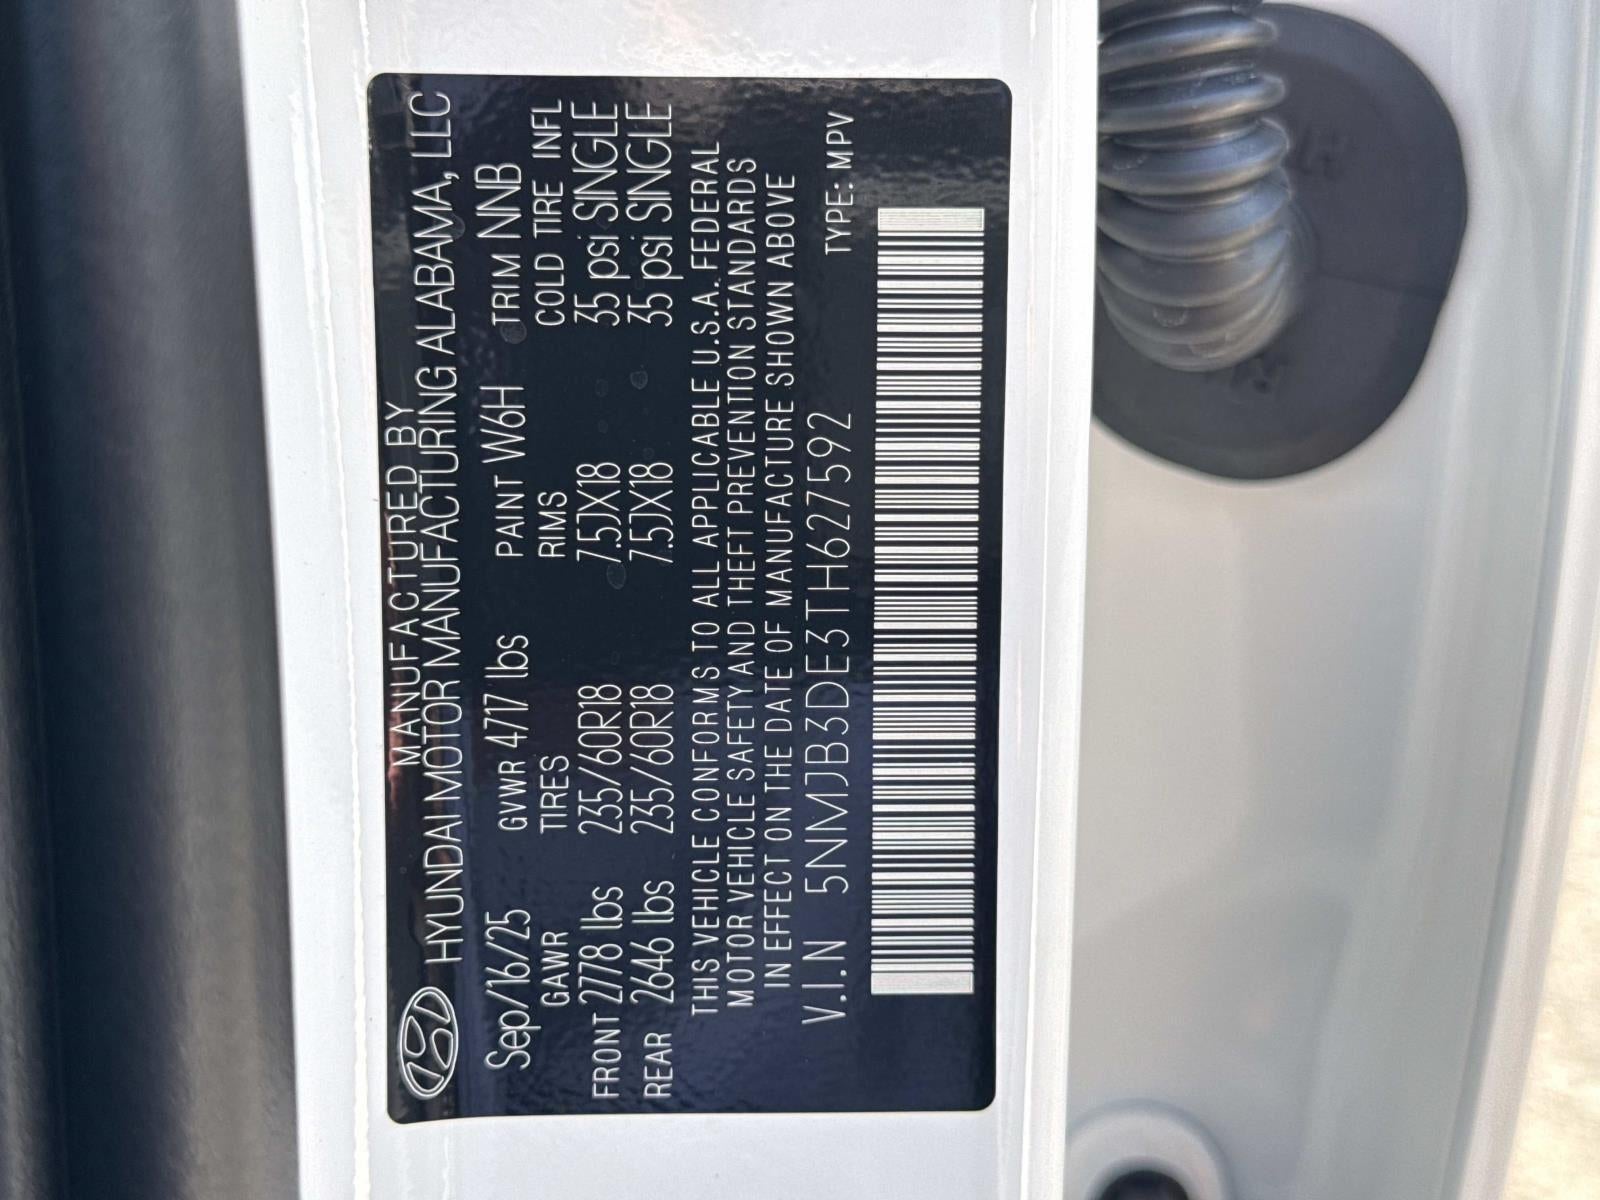 MANUFACTURED BY
HYUNDAI MOTOR MANUFACTURING ALABAMA, LLC
Sep/16/25 GVWR 4717 lbs PAINT W6H TRIM NNB
GAWR TIRES RIMS COLD TIRE INFL
FRONT 2778 lbs 235/60R18 7.5JX18 35 psi SINGLE
REAR 2646 lbs 235/60R18 7.5JX18 35 psi SINGLE
THIS VEHICLE CONFORMS TO ALL APPLICABLE U.S.A. FEDERAL
MOTOR VEHICLE SAFETY AND THEFT PREVENTION STANDARDS
IN EFFECT ON THE DATE OF MANUFACTURE SHOWN ABOVE
V.I.N 5NMJB3DE3TH627592 TYPE: MPV